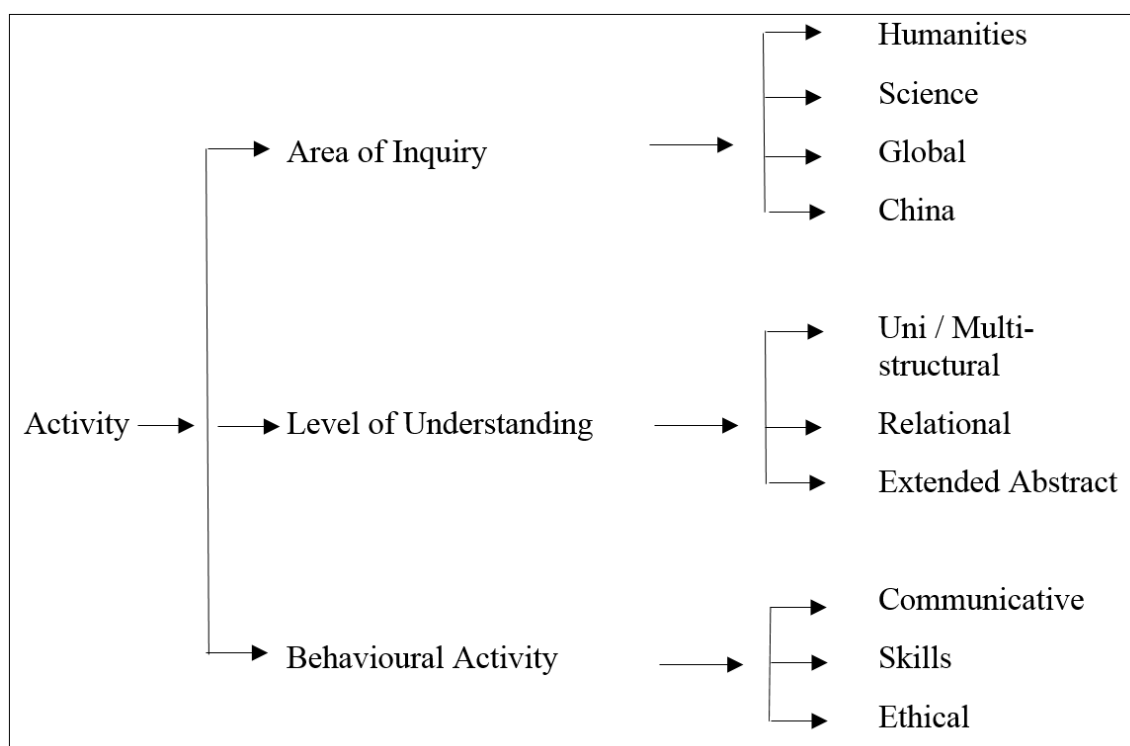 Humanities
Science
Area of Inquiry
Global
China
Uni / Multi-
structural
Activity
Level of Understanding
Relational
Extended Abstract
Communicative
Behavioural Activity
Skills
Ethical